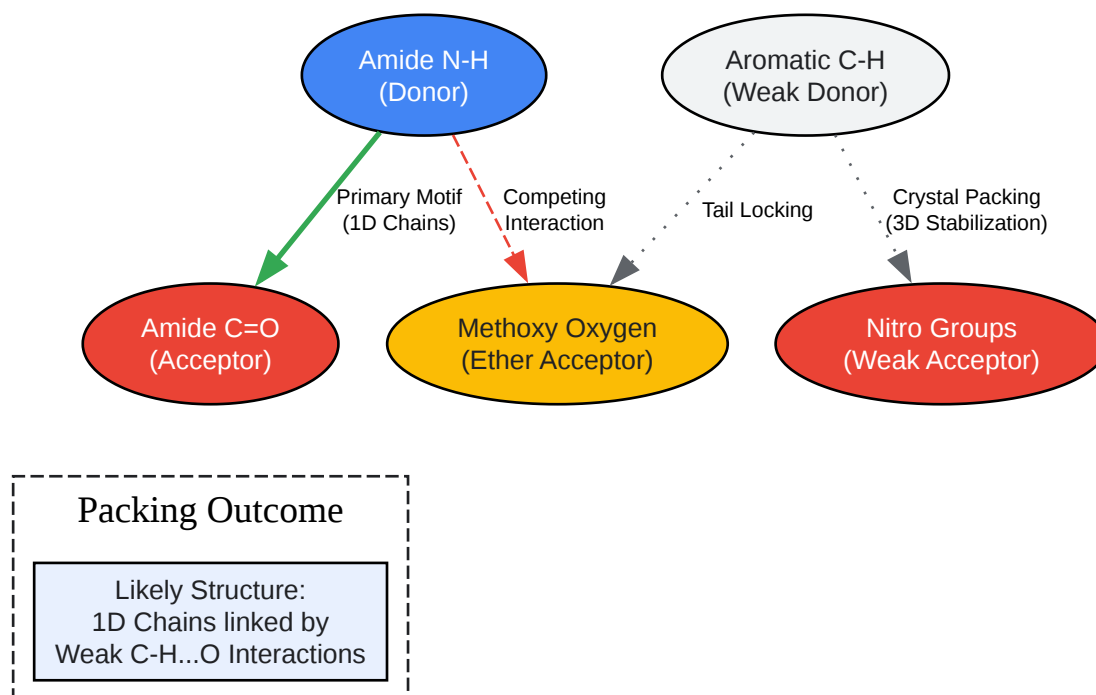 Amide N-H
(Donor)
Aromatic C-H
(Weak Donor)
Primary Motif
(1D Chains)
Competing
Interaction
Tail Locking
Crystal Packing
(3D Stabilization)
Amide C=O
(Acceptor)
Methoxy Oxygen
(Ether Acceptor)
Nitro Groups
(Weak Acceptor)
Packing Outcome
Likely Structure:
1D Chains linked by
Weak C-H...O Interactions